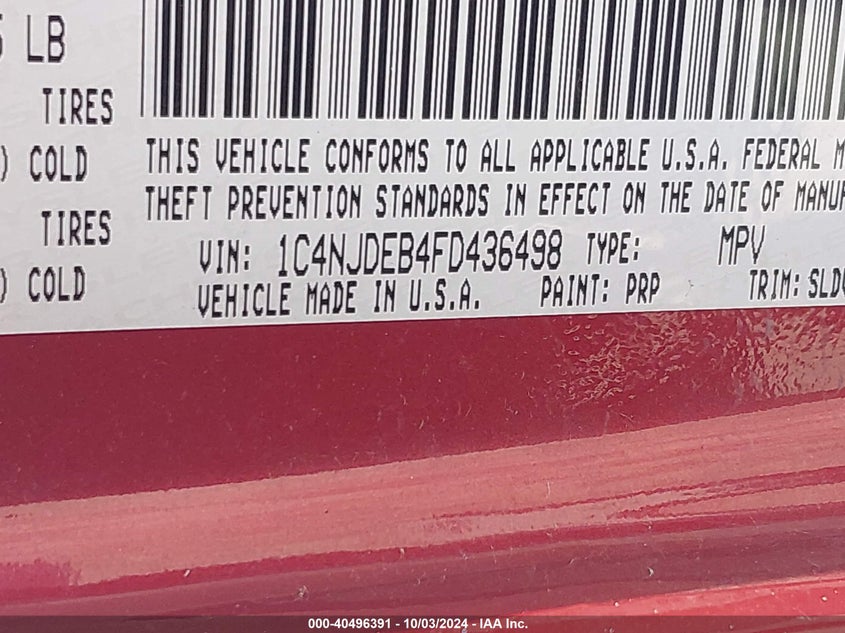 LB
TIRES
) COLD
THIS VEHICLE CONFORMS TO ALL APPLICABLE U.S.A. FEDERAL M
THEFT PREVENTION STANDARDS IN EFFECT ON THE DATE OF MANUF
TIRES
VIN: 1C4NJDEB4FD436498 TYPE: MPV
) COLD
VEHICLE MADE IN U.S.A. PAINT: PRP TRIM: SLD
000-40496391 - 10/03/2024 - IAA Inc.